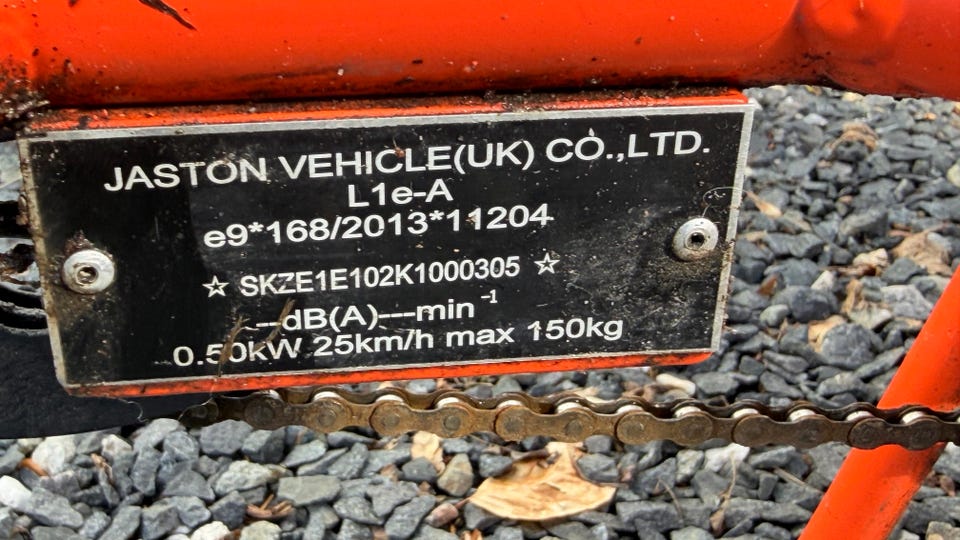 JASTON VEHICLE(UK) CO.,LTD.
L1e-A
e9*168/2013*11204
☆ SKZE1E102K1000305 ☆
---dB(A)---min⁻¹
0.50kW 25km/h max 150kg